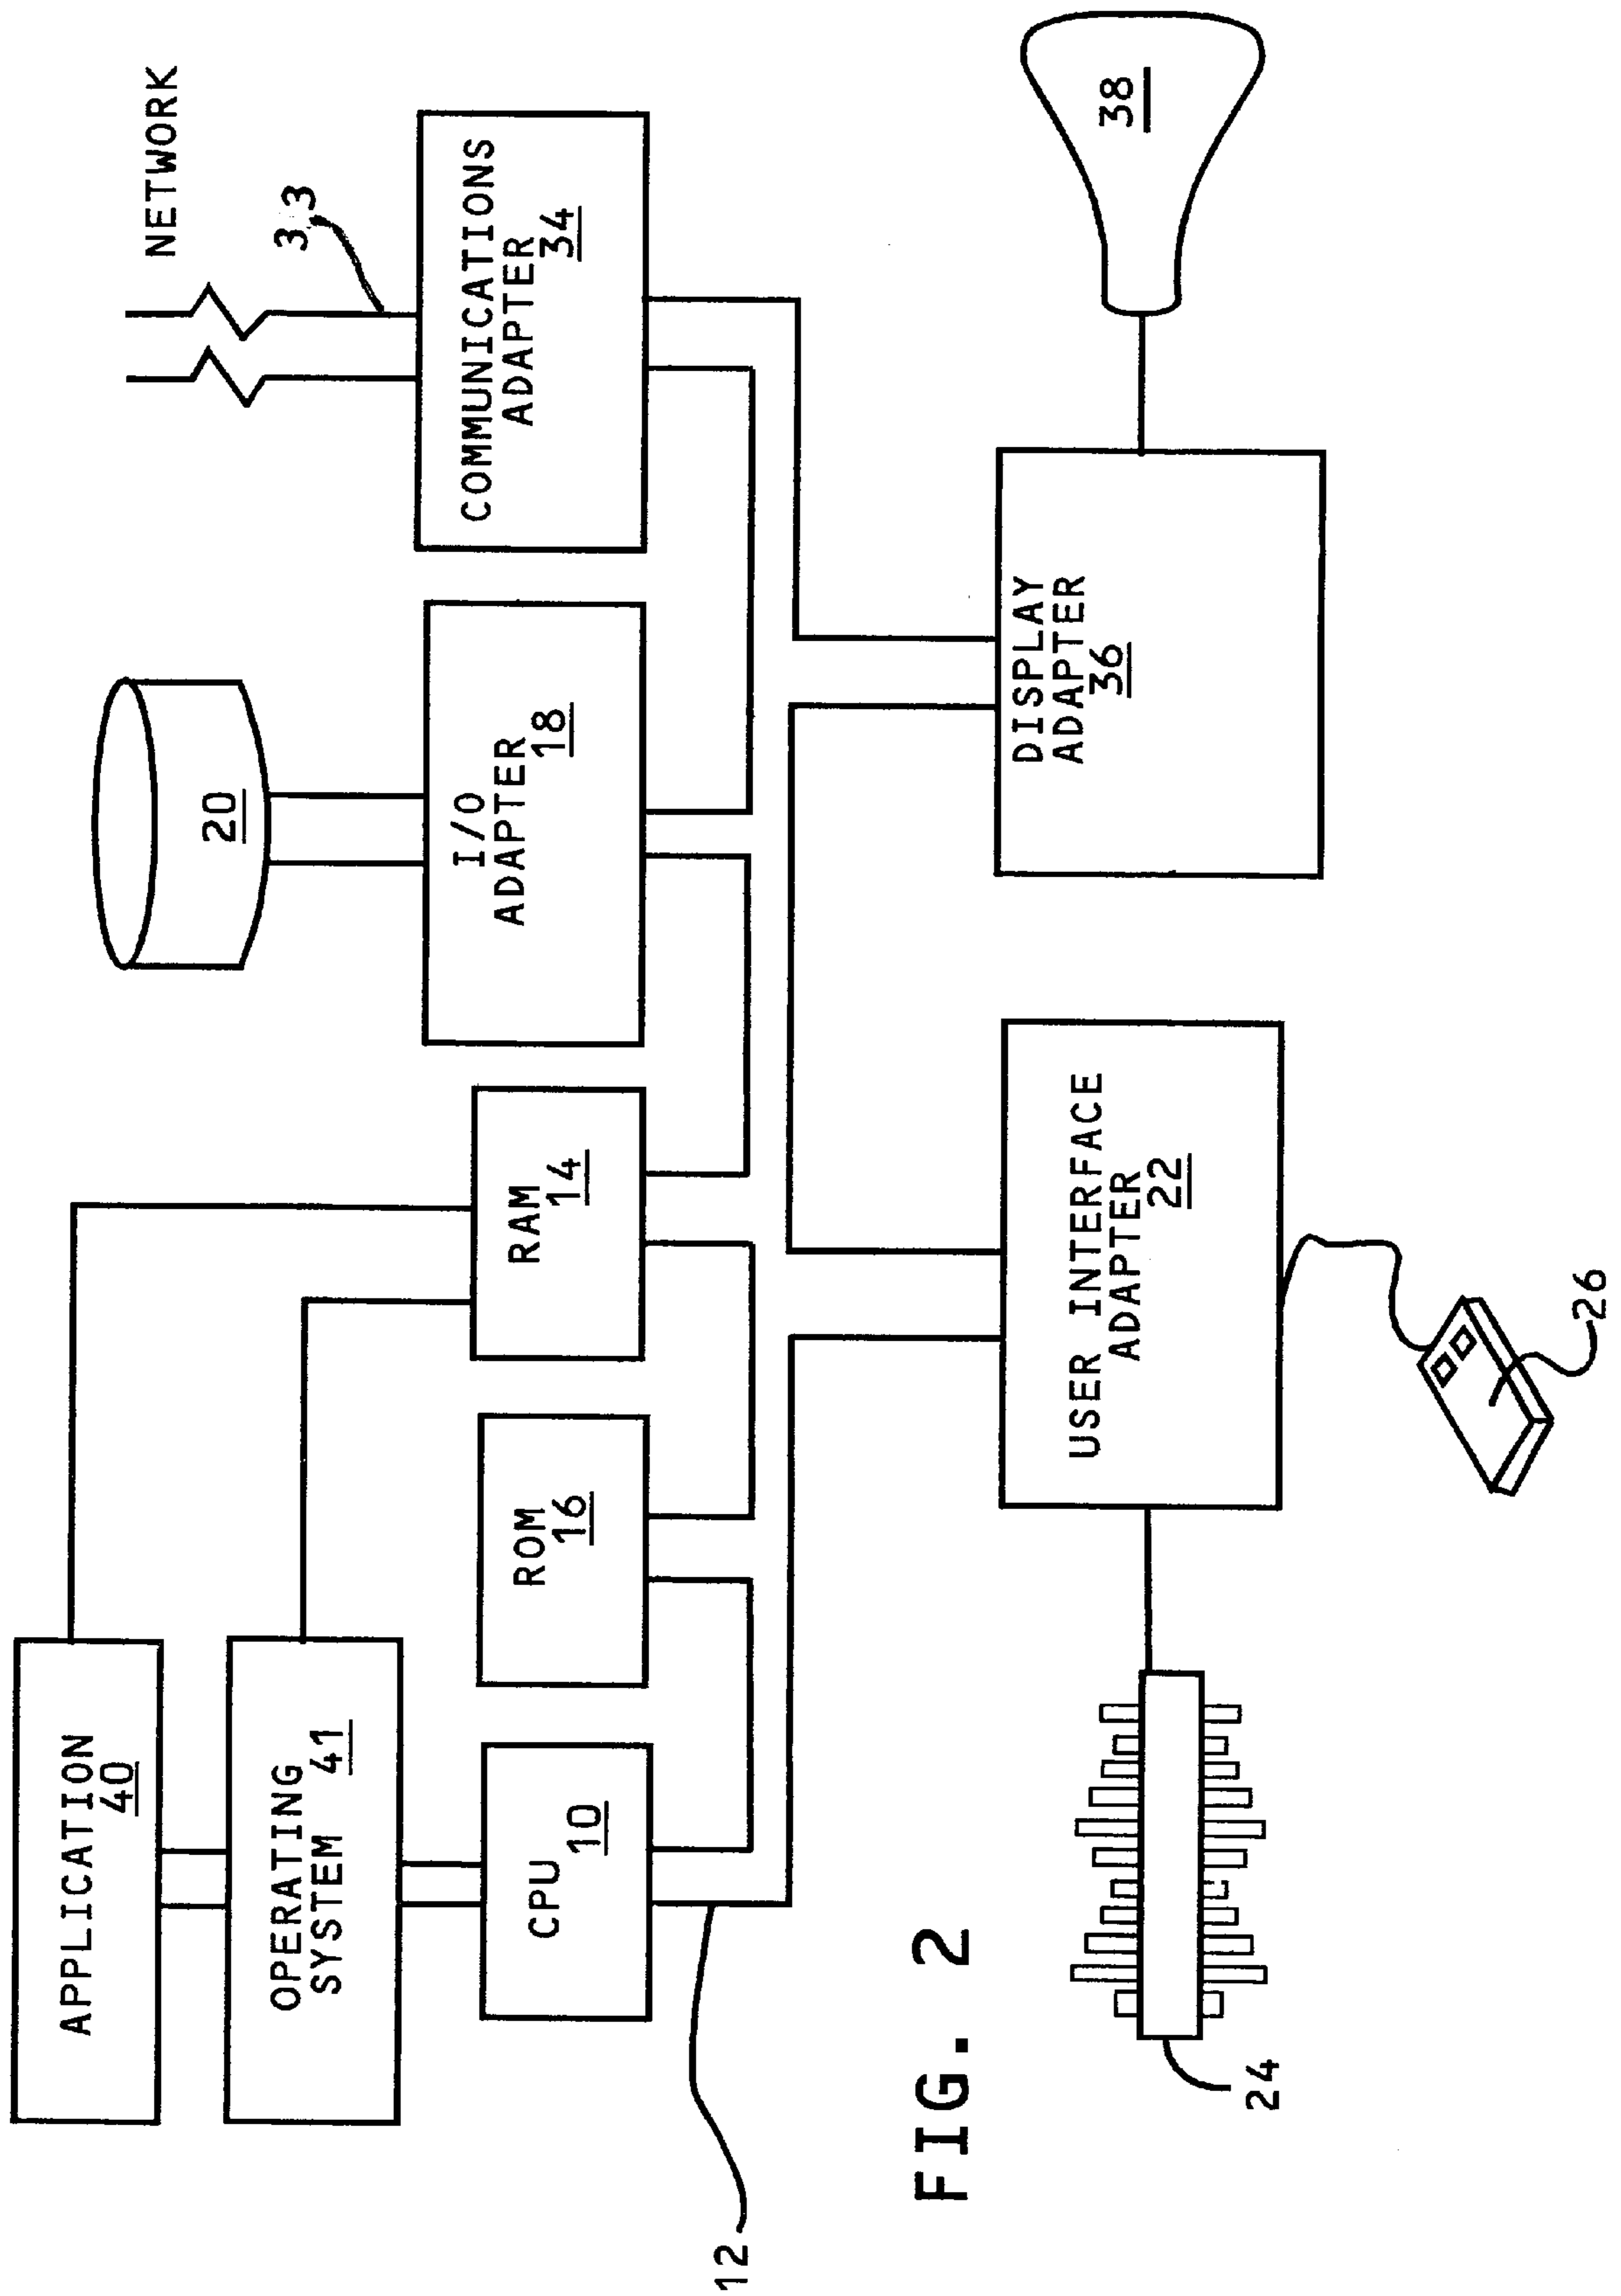 APPLICATION
40
OPERATING
SYSTEM 41
CPU
10
ROM
16
RAM
14
20
I/O
ADAPTER
18
NETWORK
33
COMMUNICATIONS
ADAPTER
34
12
FIG. 2
24
USER INTERFACE
ADAPTER
22
26
DISPLAY
ADAPTER
36
38